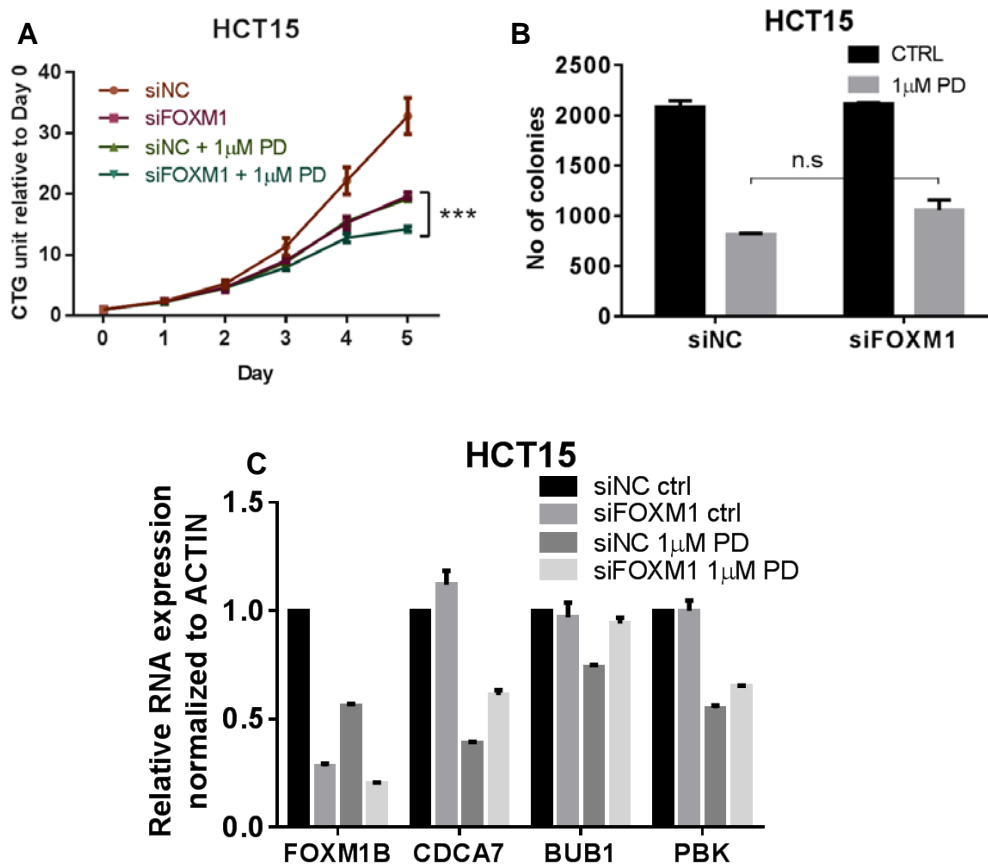 A
HCT15
CTG unit relative to Day 0
40
30
20
10
0
siNC
siFOXM1
siNC + 1μM PD
siFOXM1 + 1μM PD
***
0 1 2 3 4 5
Day
B
HCT15
CTRL
1μM PD
No of colonies
2500
2000
1500
1000
500
0
n.s
siNC siFOXM1
C
HCT15
siNC ctrl
siFOXM1 ctrl
siNC 1μM PD
siFOXM1 1μM PD
Relative RNA expression
normalized to ACTIN
1.5
1.0
0.5
0.0
FOXM1B CDCA7 BUB1 PBK